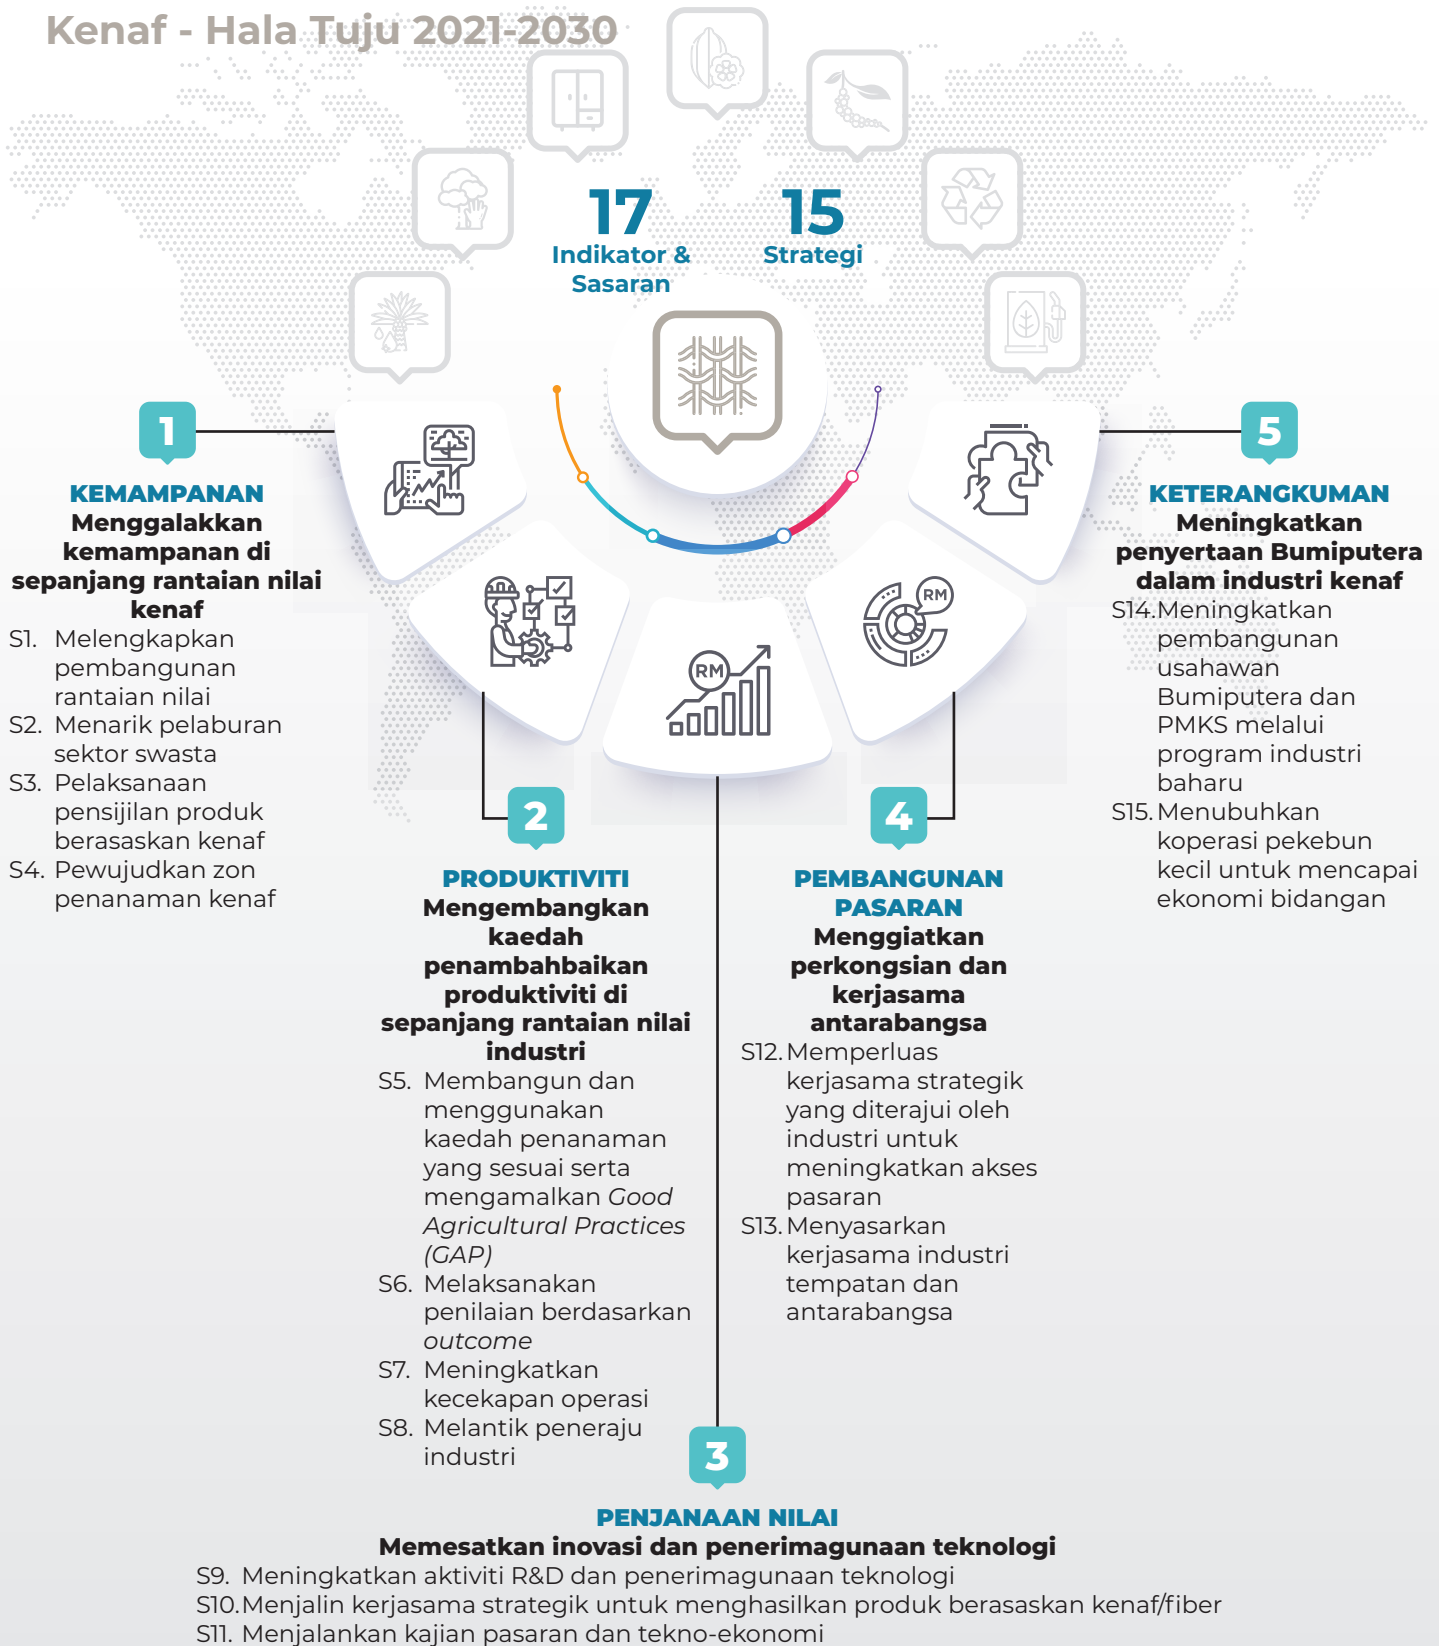 Kenaf - Hala Tuju 2021-2030
17
Indikator &
Sasaran
15
Strategi
1
KEMAMPANAN
Menggalakkan
kemampanan di
sepanjang rantaian nilai
kenaf
S1. Melengkapkan
pembangunan
rantaian nilai
S2. Menarik pelaburan
sektor swasta
S3. Pelaksanaan
pensijilan produk
berasaskan kenaf
S4. Pewujudkan zon
penanaman kenaf
2
PRODUKTIVITI
Mengembangkan
kaedah
penambahbaikan
produktiviti di
sepanjang rantaian nilai
industri
S5. Membangun dan
menggunakan
kaedah penanaman
yang sesuai serta
mengamalkan Good
Agricultural Practices
(GAP)
S6. Melaksanakan
penilaian berdasarkan
outcome
S7. Meningkatkan
kecekapan operasi
S8. Melantik peneraju
industri
RM
3
PENJANAAN NILAI
Memesatkan inovasi dan penerimagunaan teknologi
S9. Meningkatkan aktiviti R&D dan penerimagunaan teknologi
S10. Menjalin kerjasama strategik untuk menghasilkan produk berasaskan kenaf/fiber
S11. Menjalankan kajian pasaran dan tekno-ekonomi
RM
4
PEMBANGUNAN
PASARAN
Menggiatkan
perkongsian dan
kerjasama
antarabangsa
S12. Memperluas
kerjasama strategik
yang diterajui oleh
industri untuk
meningkatkan akses
pasaran
S13. Menyasarkan
kerjasama industri
tempatan dan
antarabangsa
5
KETERANGKUMAN
Meningkatkan
penyertaan Bumiputera
dalam industri kenaf
S14. Meningkatkan
pembangunan
usahawan
Bumiputera dan
PMKS melalui
program industri
baharu
S15. Menubuhkan
koperasi pekebun
kecil untuk mencapai
ekonomi bidangan